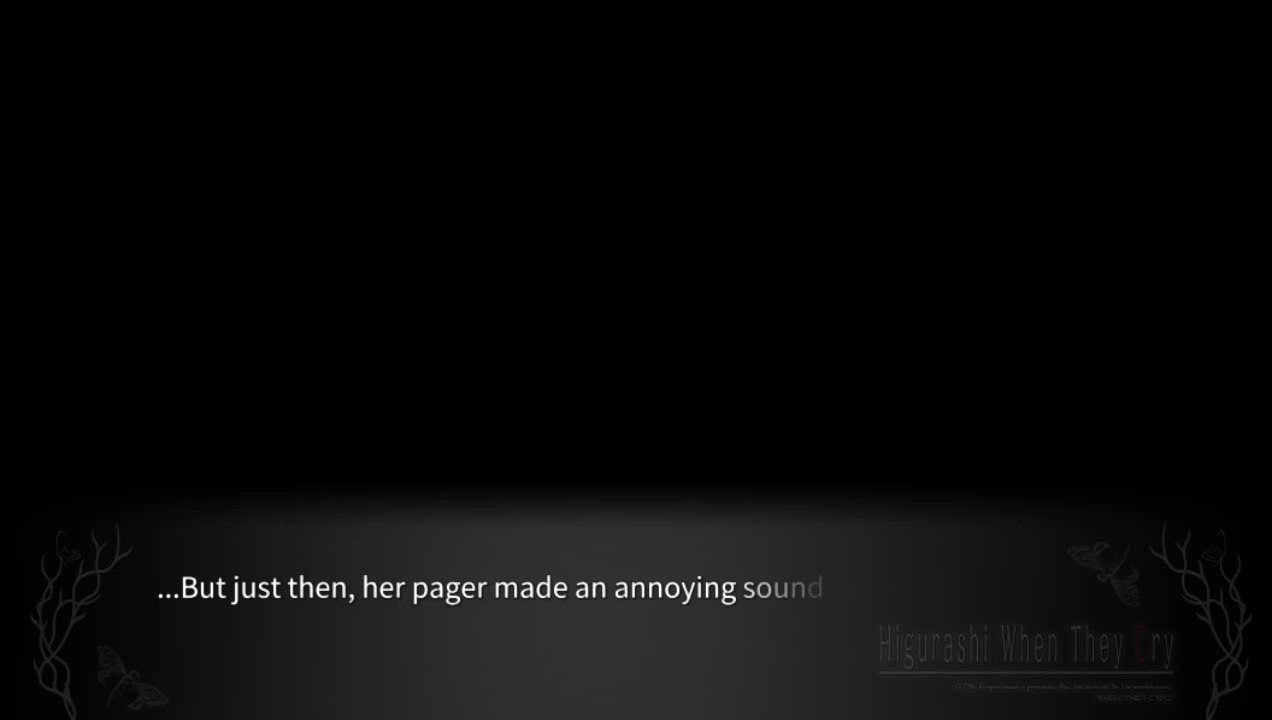 ...But just then, her pager made an annoying sound
Higurashi When They Cry